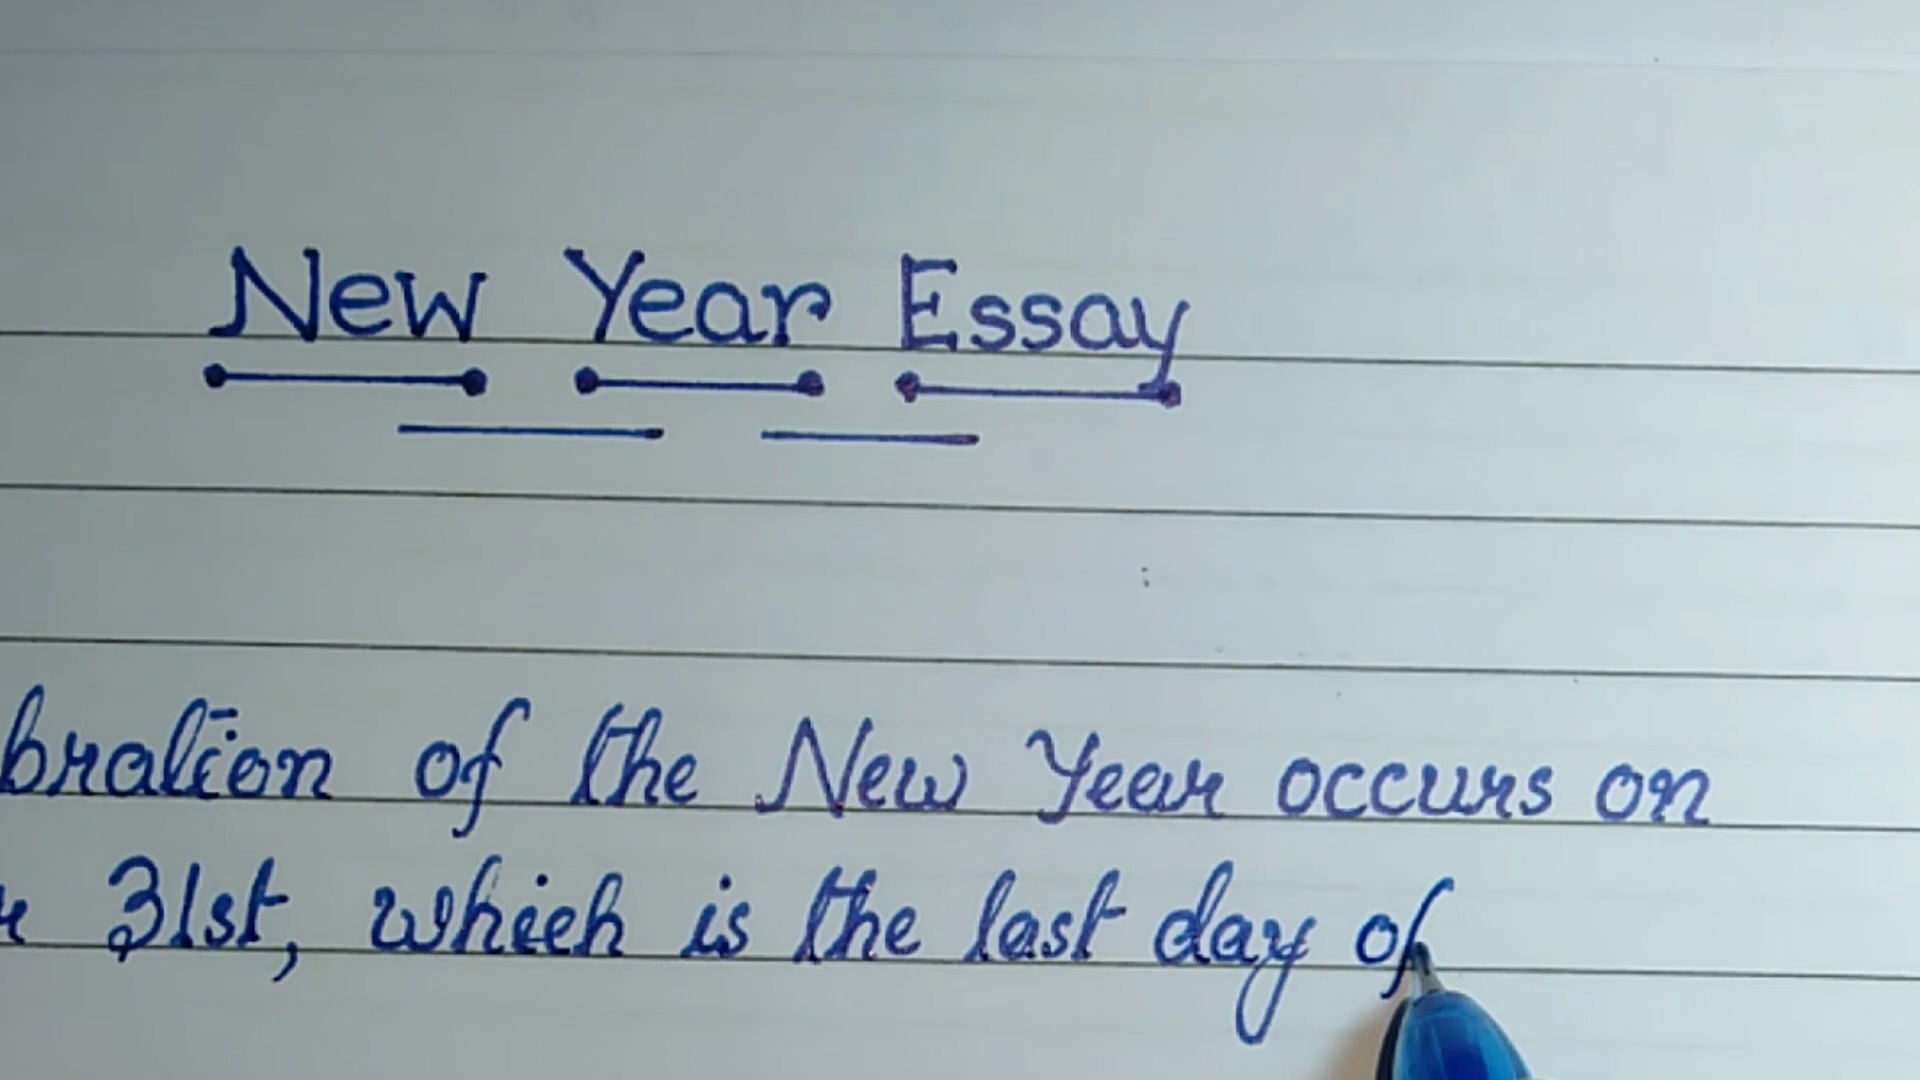 New Year Essay
bration of the New Year occurs on
r 31st, which is the last day of